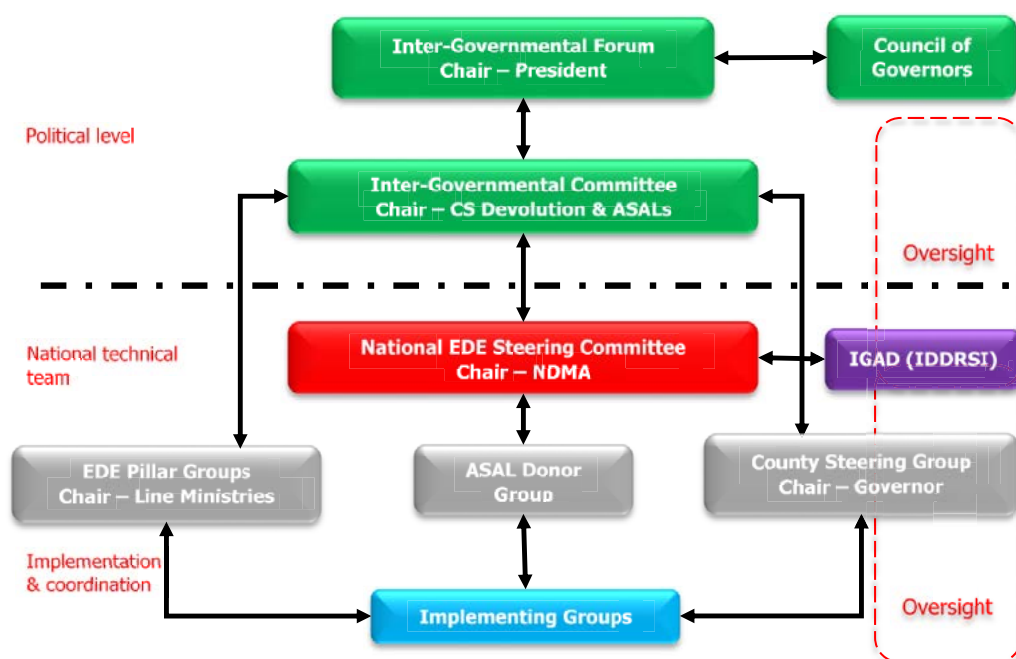 Inter-Governmental Forum
Chair – President
Council of
Governors
Political level
Inter-Governmental Committee
Chair – CS Devolution & ASALs
Oversight
National technical
team
National EDE Steering Committee
Chair – NDMA
IGAD (IDDRSI)
EDE Pillar Groups
Chair – Line Ministries
ASAL Donor
Group
County Steering Group
Chair – Governor
Implementation
& coordination
Implementing Groups
Oversight